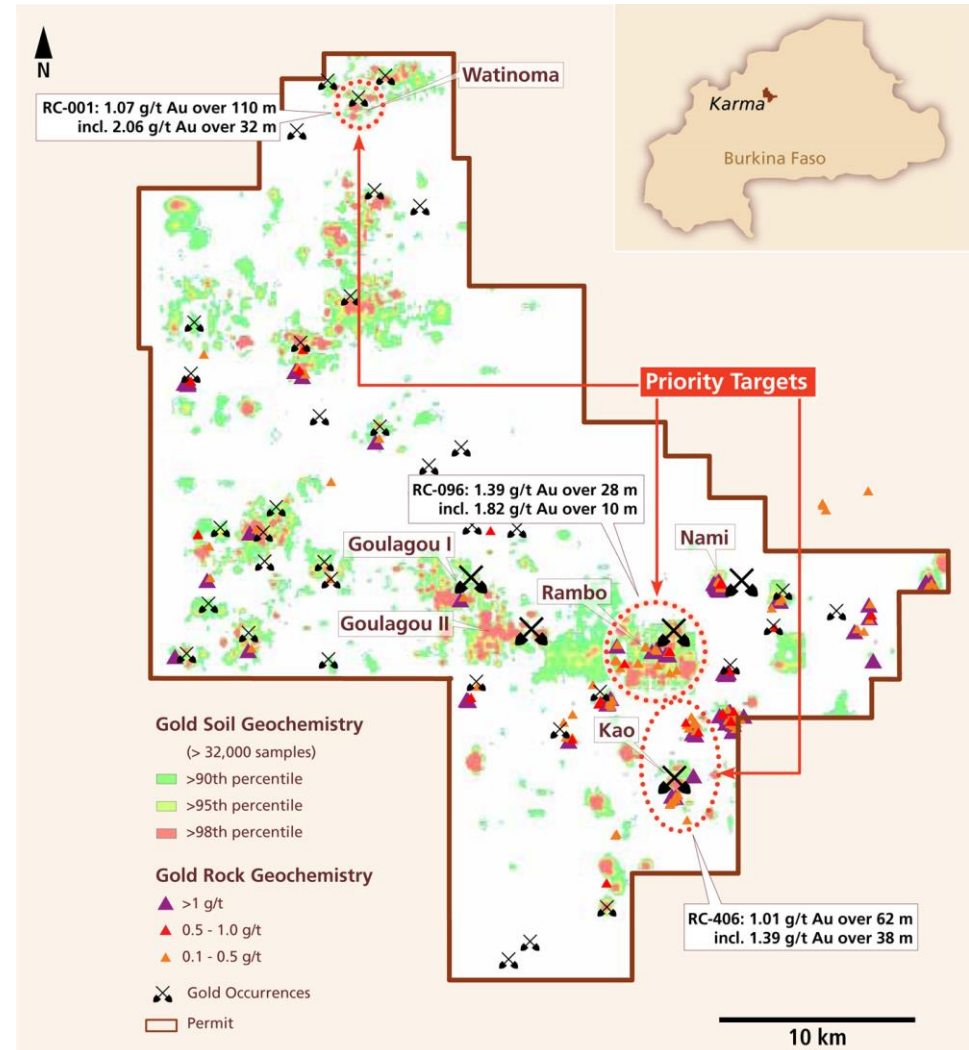 N
Watinoma
RC-001: 1.07 g/t Au over 110 m
incl. 2.06 g/t Au over 32 m
Karma
Burkina Faso
Priority Targets
RC-096: 1.39 g/t Au over 28 m
incl. 1.82 g/t Au over 10 m
Nami
Goulagou I
Rambo
Goulagou II
Kao
Gold Soil Geochemistry
(> 32,000 samples)
>90th percentile
>95th percentile
>98th percentile
Gold Rock Geochemistry
>1 g/t
0.5 - 1.0 g/t
0.1 - 0.5 g/t
Gold Occurrences
Permit
RC-406: 1.01 g/t Au over 62 m
incl. 1.39 g/t Au over 38 m
10 km